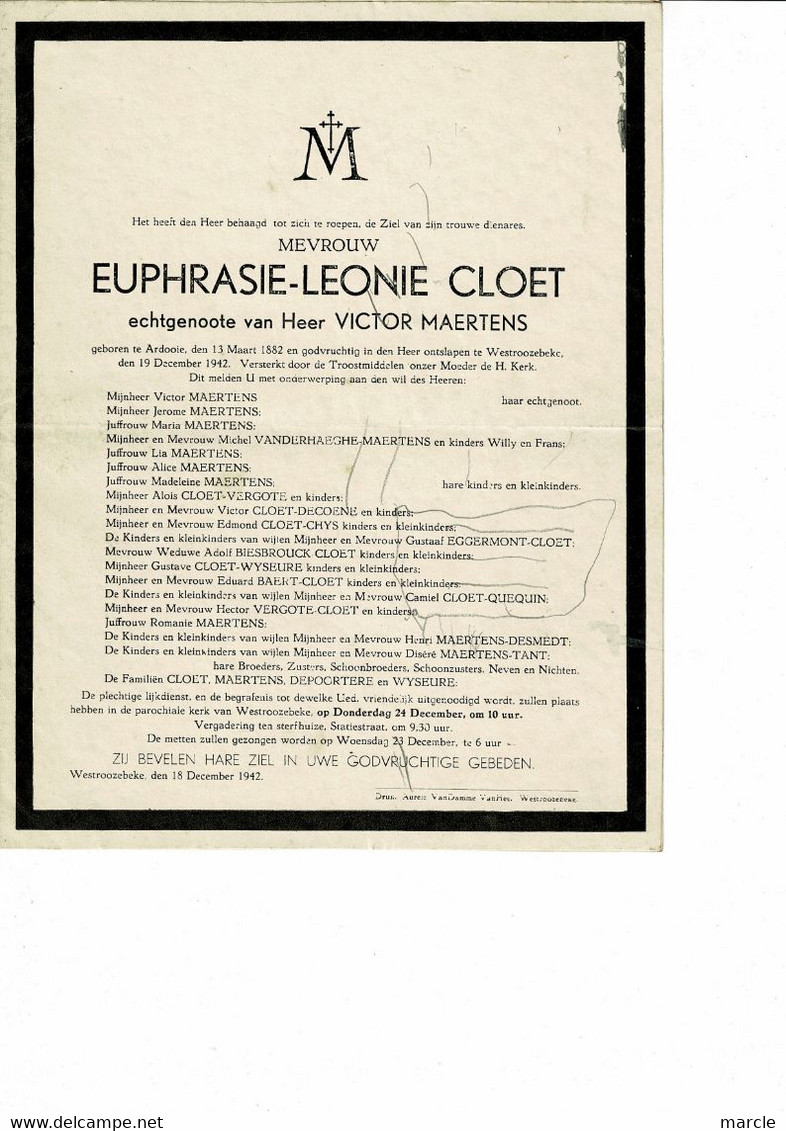 M
Het heeft den Heer behaagd tot zich te roepen, de Ziel van zijn trouwe dienares.
MEVROUW
EUPHRASIE-LEONIE CLOET
echtgenoote van Heer VICTOR MAERTENS
geboren te Ardooie, den 13 Maart 1882 en godvruchtig in den Heer ontslapen te Westroozebeke,
den 19 December 1942. Versterkt door de Troostmiddelen onzer Moeder de H. Kerk.
Dit melden U met onderwerping aan den wil des Heeren:
Mijnheer Victor MAERTENS haar echtgenoot.
Mijnheer Jerome MAERTENS;
Juffrouw Maria MAERTENS;
Mijnheer en Mevrouw Michel VANDERHAEGHE-MAERTENS en kinders Willy en Frans;
Juffrouw Lia MAERTENS;
Juffrouw Alice MAERTENS;
Juffrouw Madeleine MAERTENS; hare kinders en kleinkinders.
Mijnheer Alois CLOET-VERGOTE en kinders;
Mijnheer en Mevrouw Victor CLOET-DECOENE en kinders;
Mijnheer en Mevrouw Edmond CLOET-CHYS kinders en kleinkinders;
De Kinders en kleinkinders van wijlen Mijnheer en Mevrouw Gustaaf EGGERMONT-CLOET;
Mevrouw Weduwe Adolf BIESBROUCK CLOET kinders en kleinkinders;
Mijnheer Gustave CLOET-WYSEURE kinders en kleinkinders;
Mijnheer en Mevrouw Eduard BAERT-CLOET kinders en kleinkinders;
De Kinders en kleinkinders van wijlen Mijnheer en Mevrouw Camiel CLOET-QUEQUIN;
Mijnheer en Mevrouw Hector VERGOTE-CLOET en kinders;
Juffrouw Romanie MAERTENS;
De Kinders en kleinkinders van wijlen Mijnheer en Mevrouw Henri MAERTENS-DESMEDT;
De Kinders en kleinkinders van wijlen Mijnheer en Mevrouw Diséré MAERTENS-TANT;
hare Broeders, Zusters, Schoonbroeders, Schoonzusters, Neven en Nichten.
De Familiën CLOET, MAERTENS, DEPOORTERE en WYSEURE;
De plechtige lijkdienst, en de begrafenis tot dewelke Ued. vriendelijk uitgenoodigd wordt, zullen plaats
hebben in de parochiale kerk van Westroozebeke, op Donderdag 24 December, om 10 uur.
Vergadering ten sterfhuize, Statiestraat, om 9,30 uur.
De metten zullen gezongen worden op Woensdag 23 December, te 6 uur
ZIJ BEVELEN HARE ZIEL IN UWE GODVRUCHTIGE GEBEDEN.
Westroozebeke, den 18 December 1942.
Druk. Aurele VanDamme Westroozebeke.
marcle